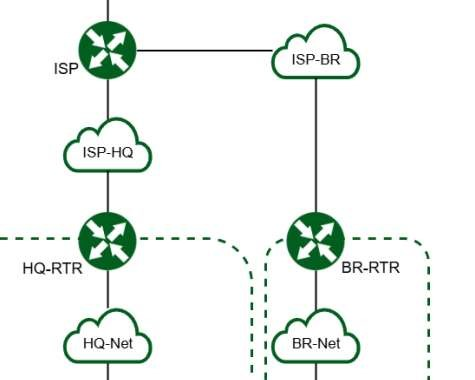 ISP
ISP-BR
ISP-HQ
HQ-RTR
BR-RTR
HQ-Net
BR-Net